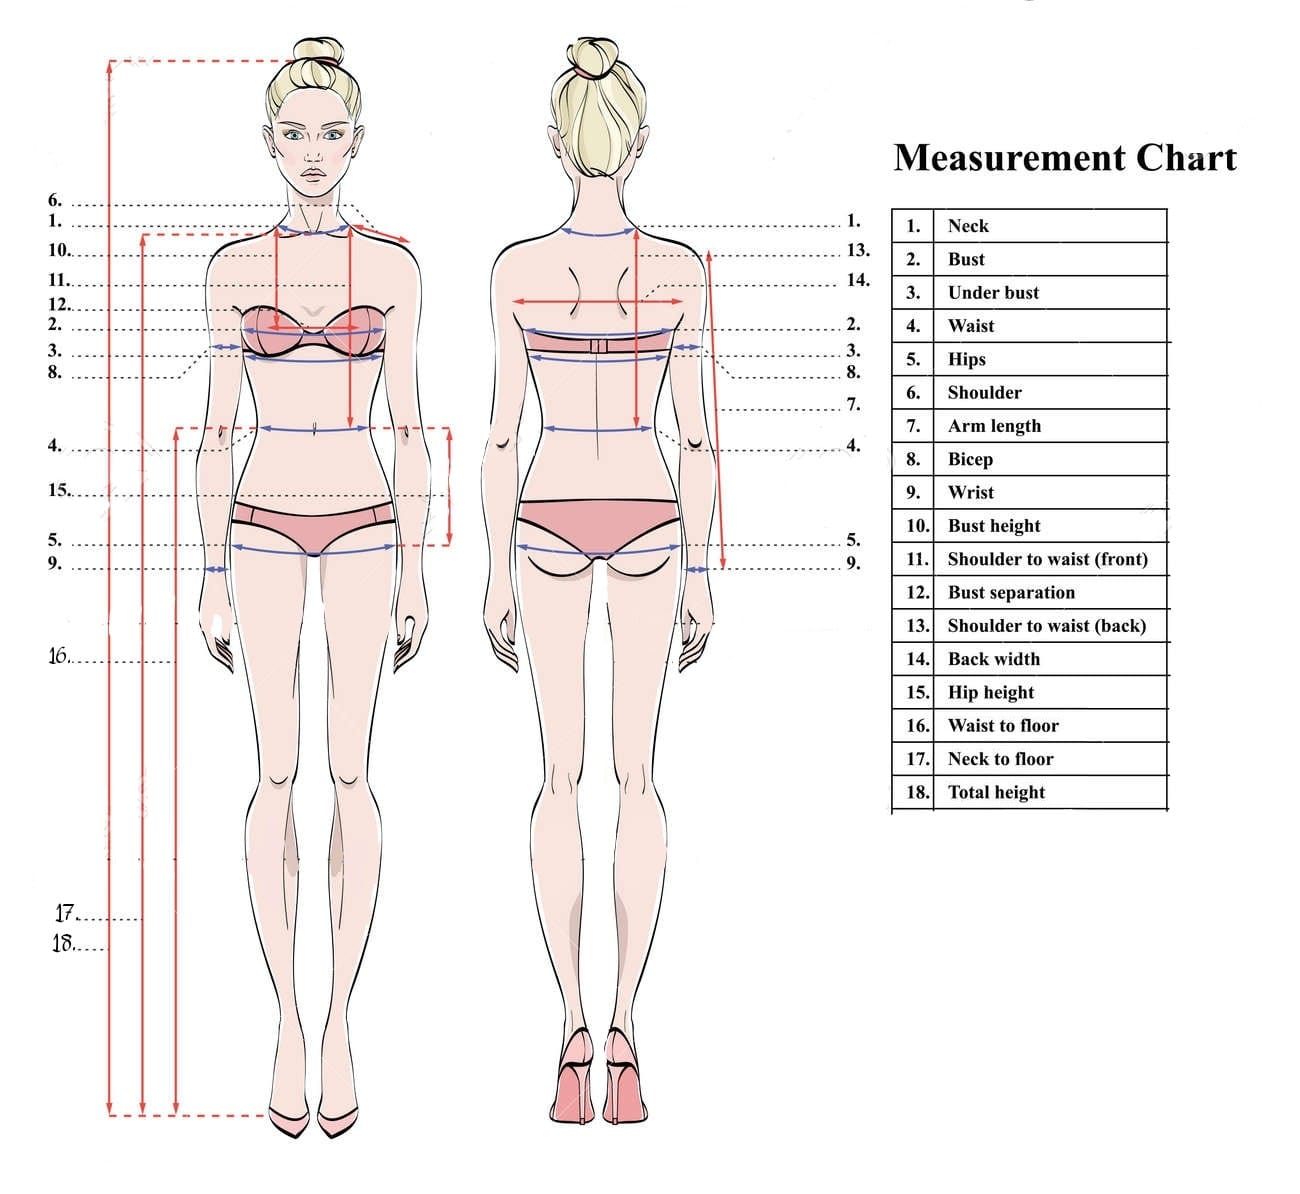 6.
1.
10.
11.
12.
2.
3.
8.
4.
15.
5.
9.
16.
17.
18.
1.
13.
14.
2.
3.
8.
7.
4.
5.
9.
Measurement Chart
1. Neck
2. Bust
3. Under bust
4. Waist
5. Hips
6. Shoulder
7. Arm length
8. Bicep
9. Wrist
10. Bust height
11. Shoulder to waist (front)
12. Bust separation
13. Shoulder to waist (back)
14. Back width
15. Hip height
16. Waist to floor
17. Neck to floor
18. Total height